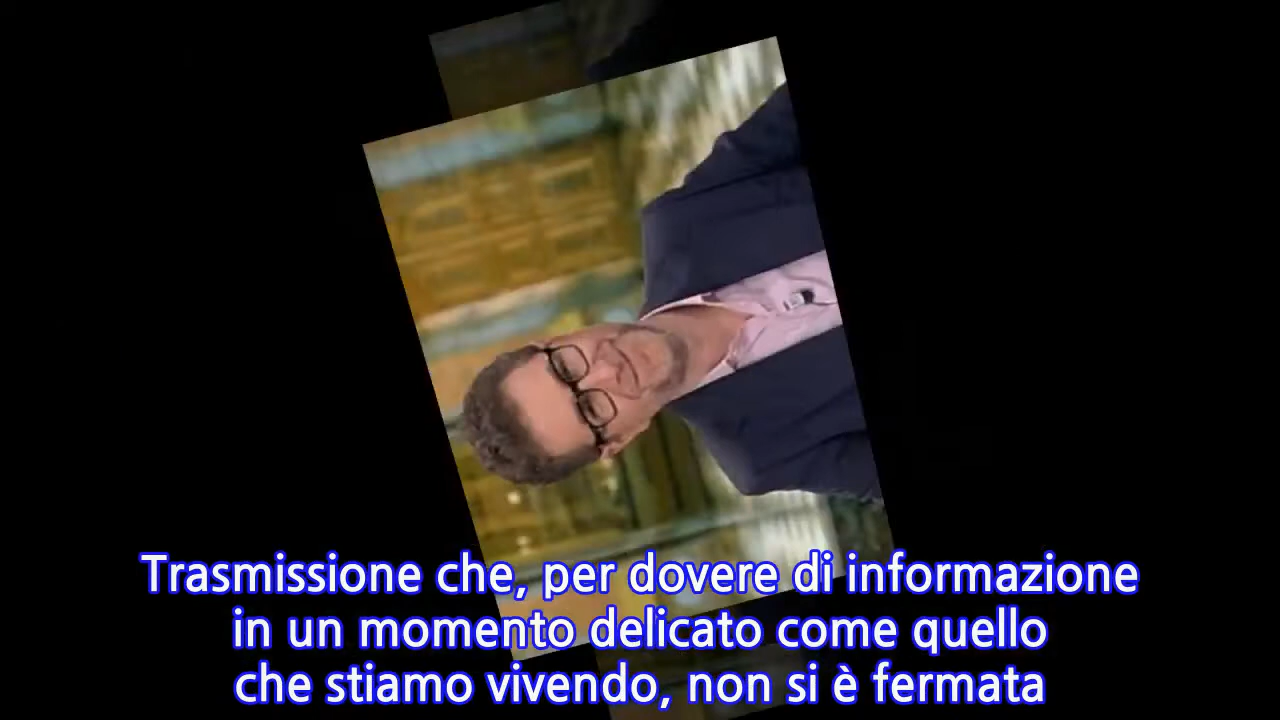 Trasmissione che, per dovere di informazione
in un momento delicato come quello
che stiamo vivendo, non si è fermata